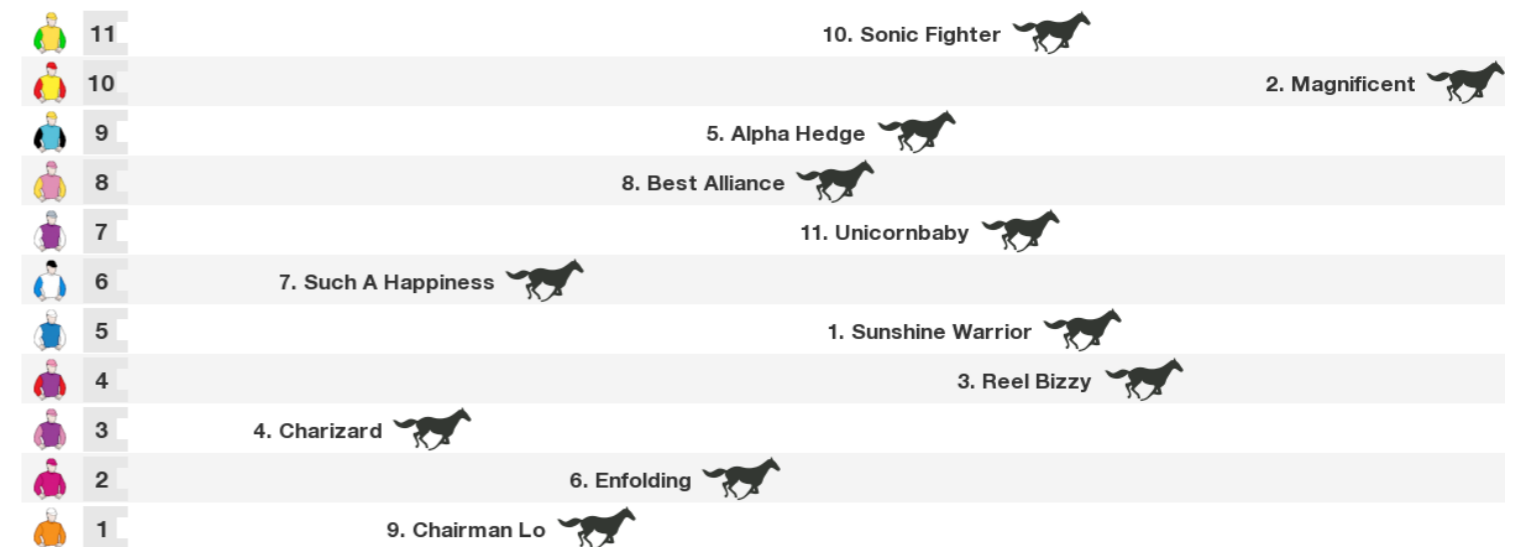 11 10. Sonic Fighter
10 2. Magnificent
9 5. Alpha Hedge
8 8. Best Alliance
7 11. Unicornbaby
6 7. Such A Happiness
5 1. Sunshine Warrior
4 3. Reel Bizzy
3 4. Charizard
2 6. Enfolding
1 9. Chairman Lo